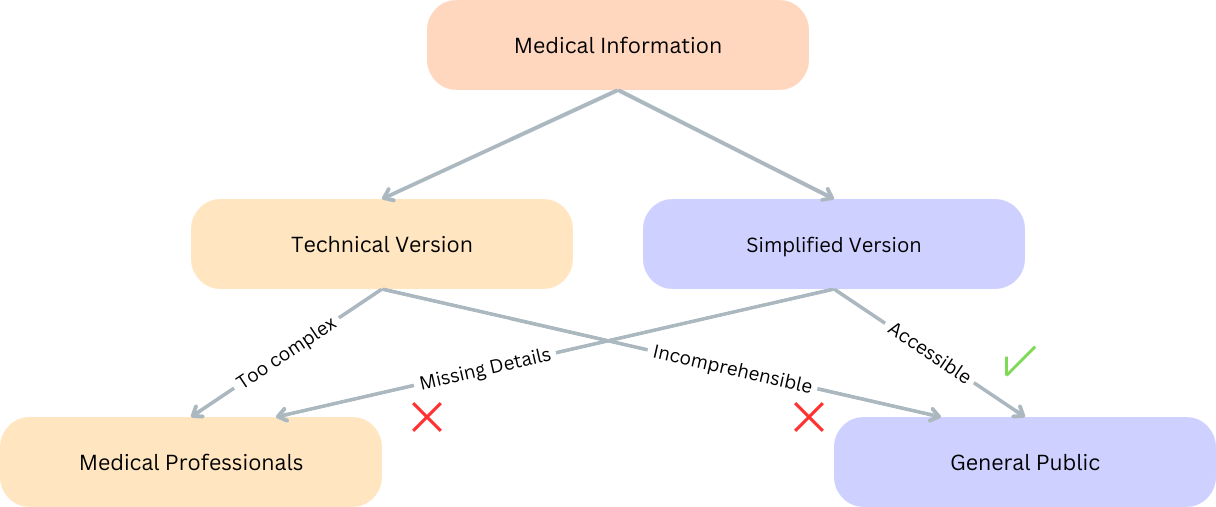 Medical Information
Technical Version
Simplified Version
Too complex
Missing Details
Incomprehensible
Accessible
Medical Professionals
General Public